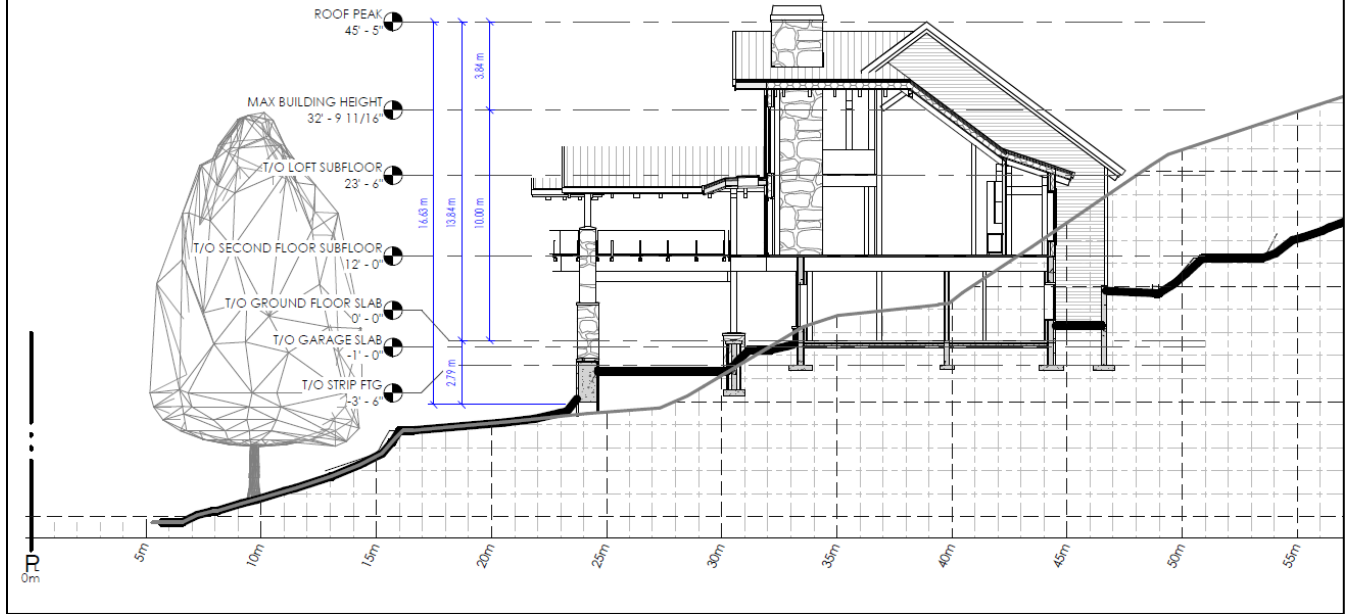 ROOF PEAK
45' - 5"
3.84 m
MAX BUILDING HEIGHT
32' - 9 11/16"
T/O LOFT SUBFLOOR
23' - 6"
16.63 m
13.84 m
10.00 m
T/O SECOND FLOOR SUBFLOOR
12' - 0"
T/O GROUND FLOOR SLAB
0' - 0"
T/O GARAGE SLAB
-1' - 0"
2.79 m
T/O STRIP FTG
-3' - 6"
P
0m
5m
10m
15m
20m
25m
30m
35m
40m
45m
50m
55m